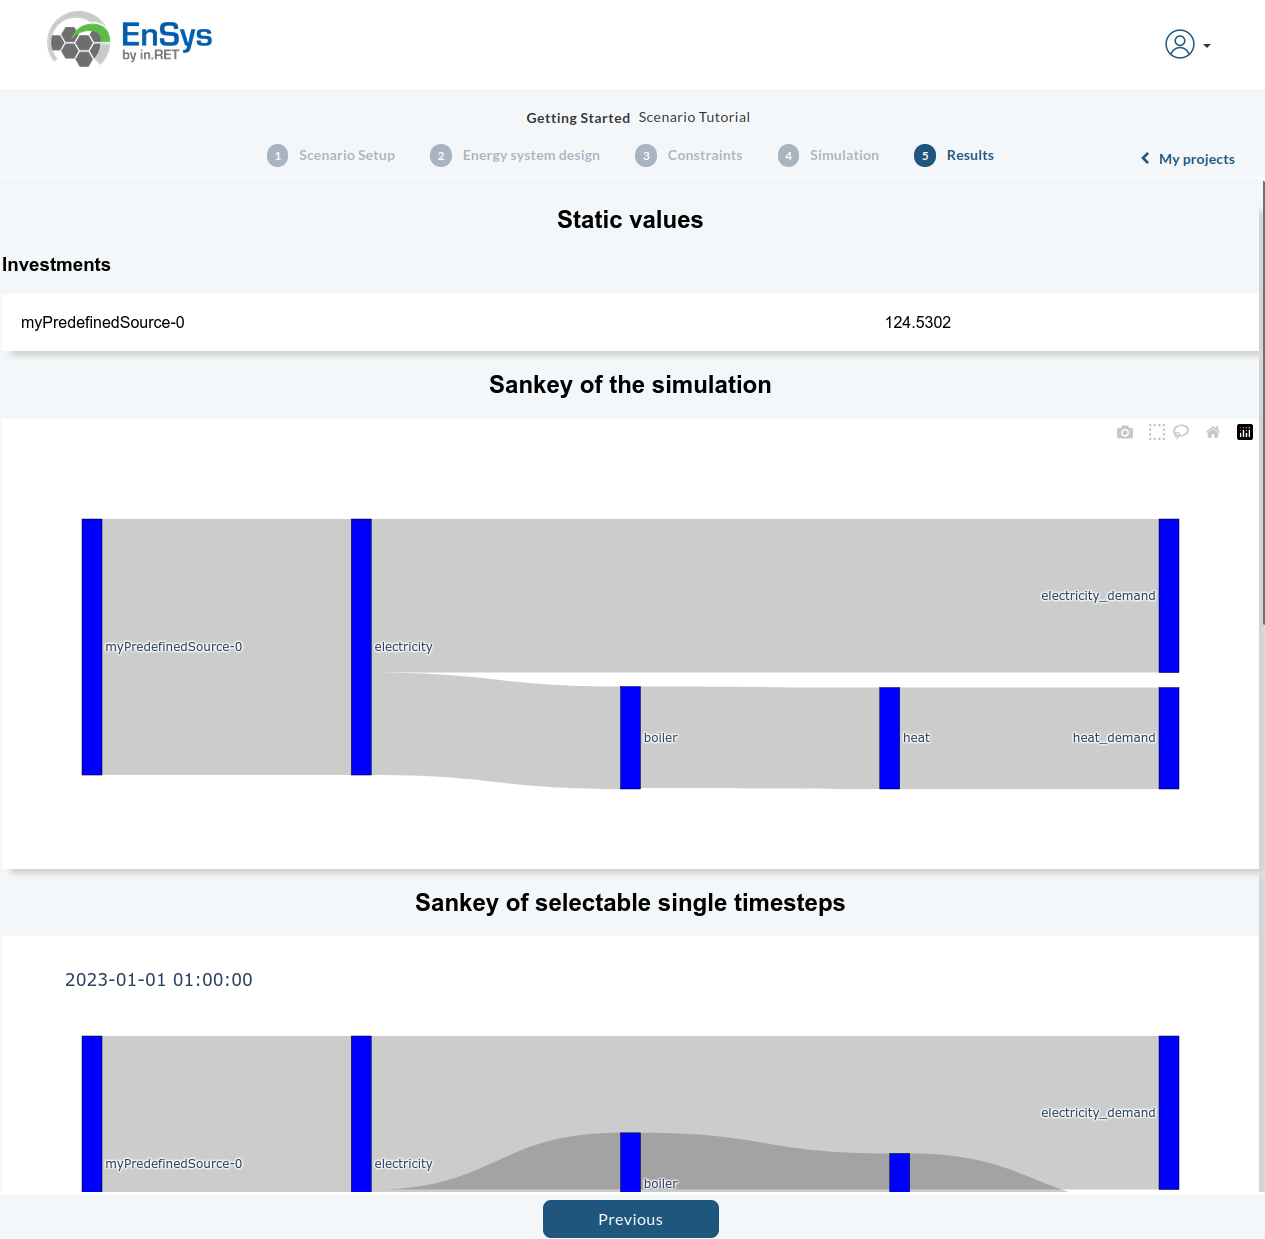 EnSys
by in.RET
Getting Started Scenario Tutorial
1 Scenario Setup 2 Energy system design 3 Constraints 4 Simulation 5 Results My projects
Static values
Investments
myPredefinedSource-0 124.5302
Sankey of the simulation
electricity_demand
myPredefinedSource-0 electricity
boiler heat heat_demand
Sankey of selectable single timesteps
2023-01-01 01:00:00
electricity_demand
myPredefinedSource-0 electricity
boiler
Previous